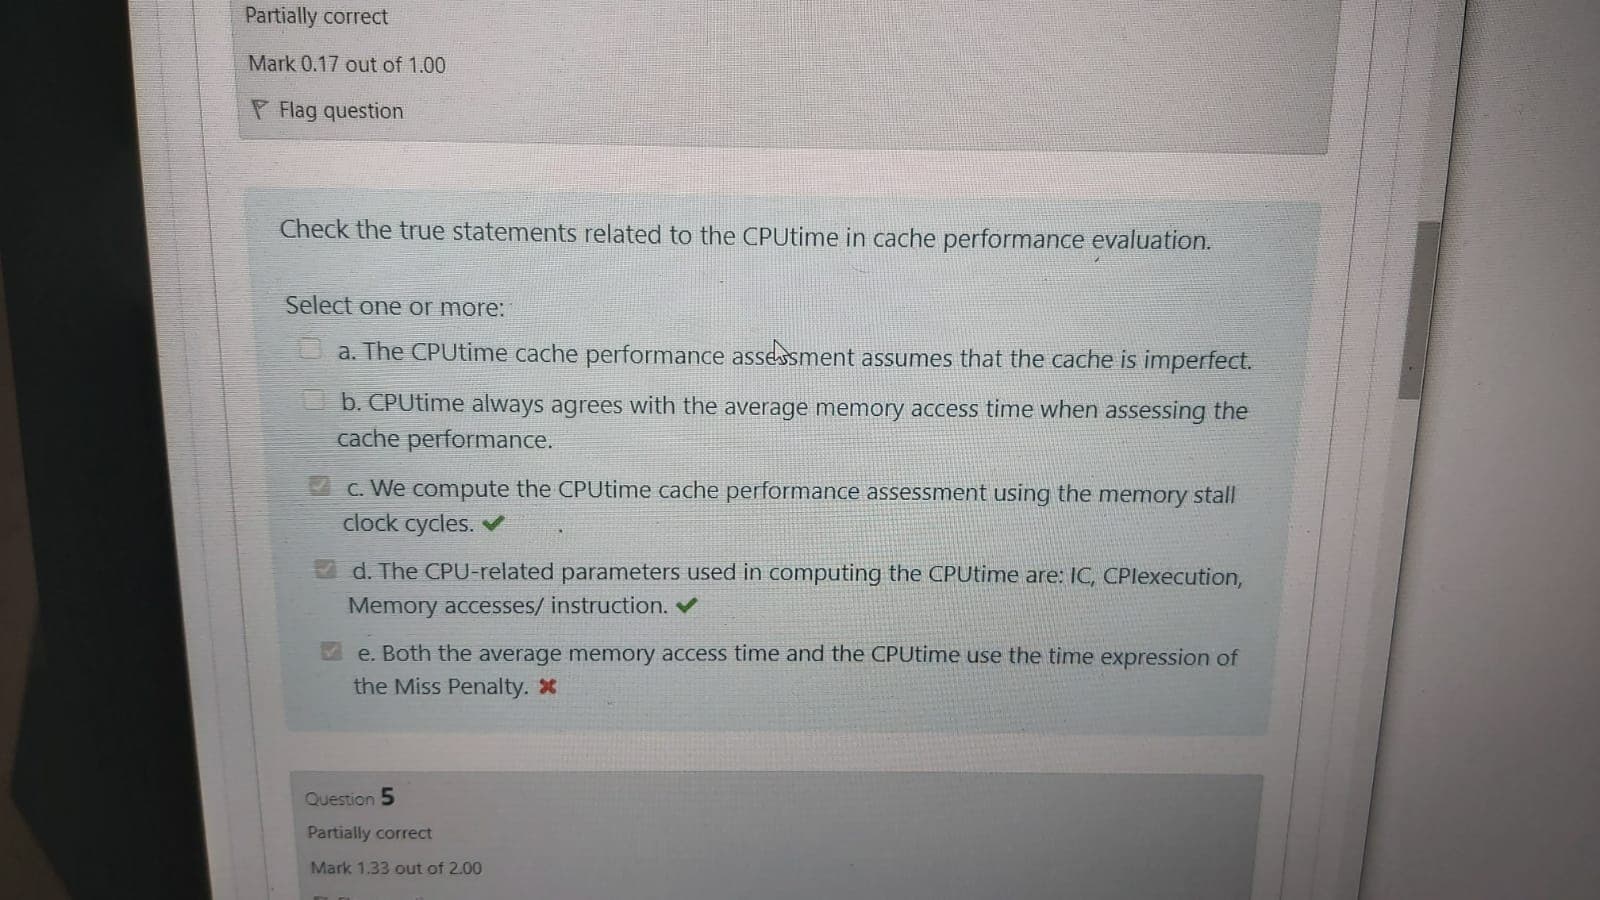 Partially correct
Mark 0.17 out of 1.00
Flag question
Check the true statements related to the CPUtime in cache performance evaluation.
Select one or more:
a. The CPUtime cache performance assessment assumes that the cache is imperfect.
b. CPUtime always agrees with the average memory access time when assessing the
cache performance.
c. We compute the CPUtime cache performance assessment using the memory stall
clock cycles.
d. The CPU-related parameters used in computing the CPUtime are: IC, CPIexecution,
Memory accesses/ instruction.
e. Both the average memory access time and the CPUtime use the time expression of
the Miss Penalty.
Question 5
Partially correct
Mark 1.33 out of 2.00